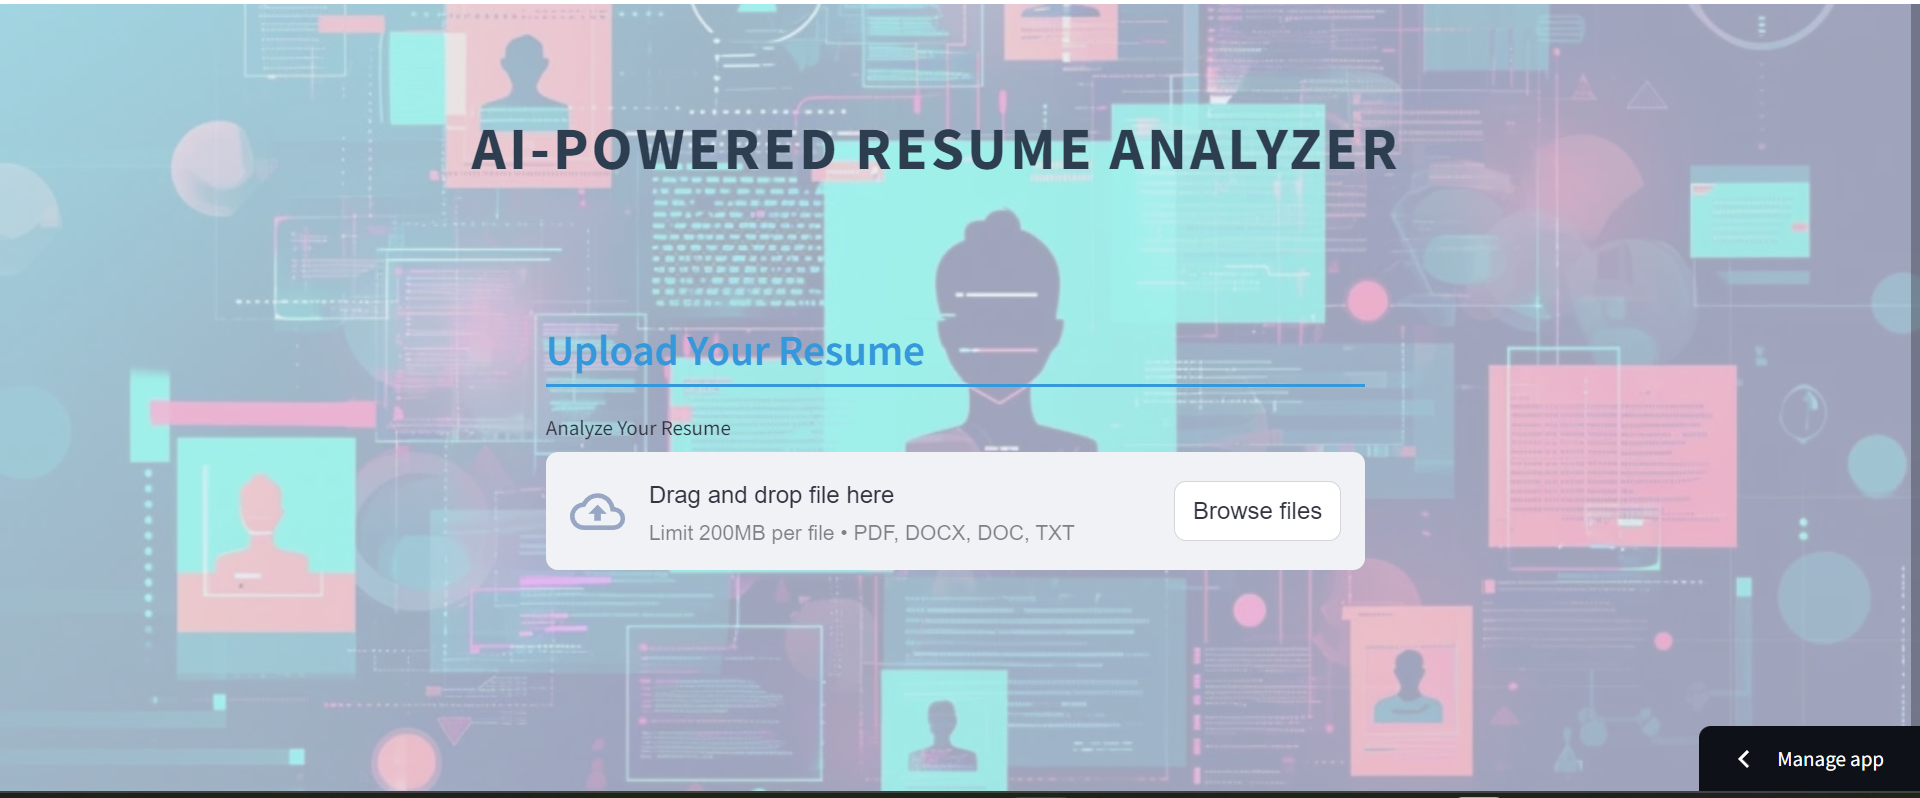 AI-POWERED RESUME ANALYZER
Upload Your Resume
Analyze Your Resume
Drag and drop file here
Limit 200MB per file • PDF, DOCX, DOC, TXT
Browse files
Manage app